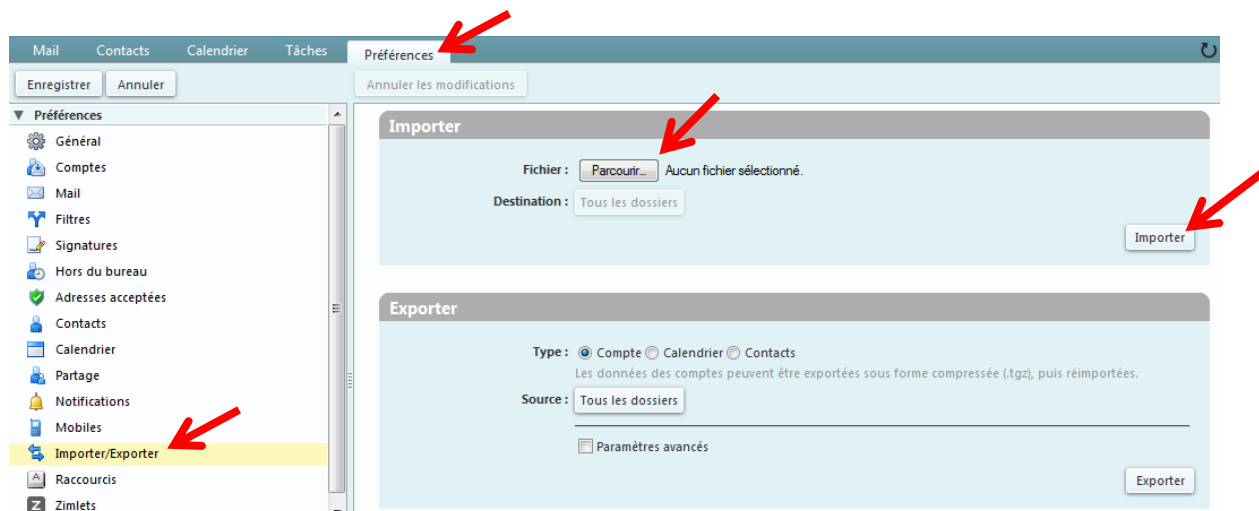 Mail Contacts Calendrier Tâches Préférences
Enregistrer Annuler Annuler les modifications
Préférences
Général
Comptes
Mail
Filtres
Signatures
Hors du bureau
Adresses acceptées
Contacts
Calendrier
Partage
Notifications
Mobiles
Importer/Exporter
A Raccourcis
Z Zimlets
Importer
Fichier : Parcourir... Aucun fichier sélectionné.
Destination : Tous les dossiers
Importer
Exporter
Type : Compte Calendrier Contacts
Les données des comptes peuvent être exportées sous forme compressée (.tgz), puis réimportées.
Source : Tous les dossiers
Paramètres avancés
Exporter